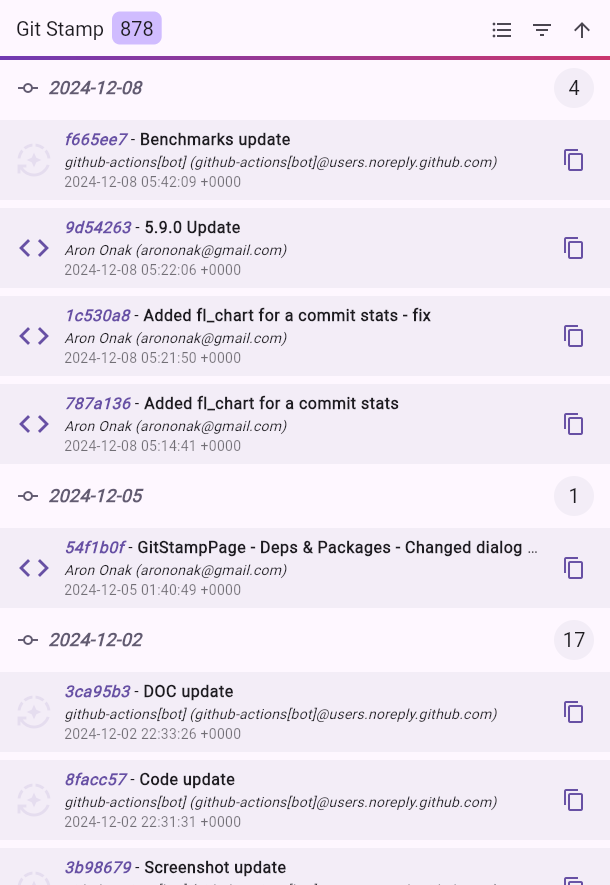 Git Stamp 878
2024-12-08 4
f665ee7 - Benchmarks update
github-actions[bot] (github-actions[bot]@users.noreply.github.com)
2024-12-08 05:42:09 +0000
9d54263 - 5.9.0 Update
Aron Onak (arononak@gmail.com)
2024-12-08 05:22:06 +0000
1c530a8 - Added fl_chart for a commit stats - fix
Aron Onak (arononak@gmail.com)
2024-12-08 05:21:50 +0000
787a136 - Added fl_chart for a commit stats
Aron Onak (arononak@gmail.com)
2024-12-08 05:14:41 +0000
2024-12-05 1
54f1b0f - GitStampPage - Deps & Packages - Changed dialog ...
Aron Onak (arononak@gmail.com)
2024-12-05 01:40:49 +0000
2024-12-02 17
3ca95b3 - DOC update
github-actions[bot] (github-actions[bot]@users.noreply.github.com)
2024-12-02 22:33:26 +0000
8facc57 - Code update
github-actions[bot] (github-actions[bot]@users.noreply.github.com)
2024-12-02 22:31:31 +0000
3b98679 - Screenshot update